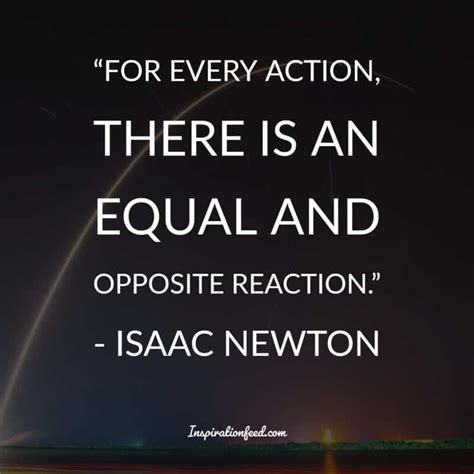 “FOR EVERY ACTION,
THERE IS AN
EQUAL AND
OPPOSITE REACTION.”
- ISAAC NEWTON
Inspirationfeed.com